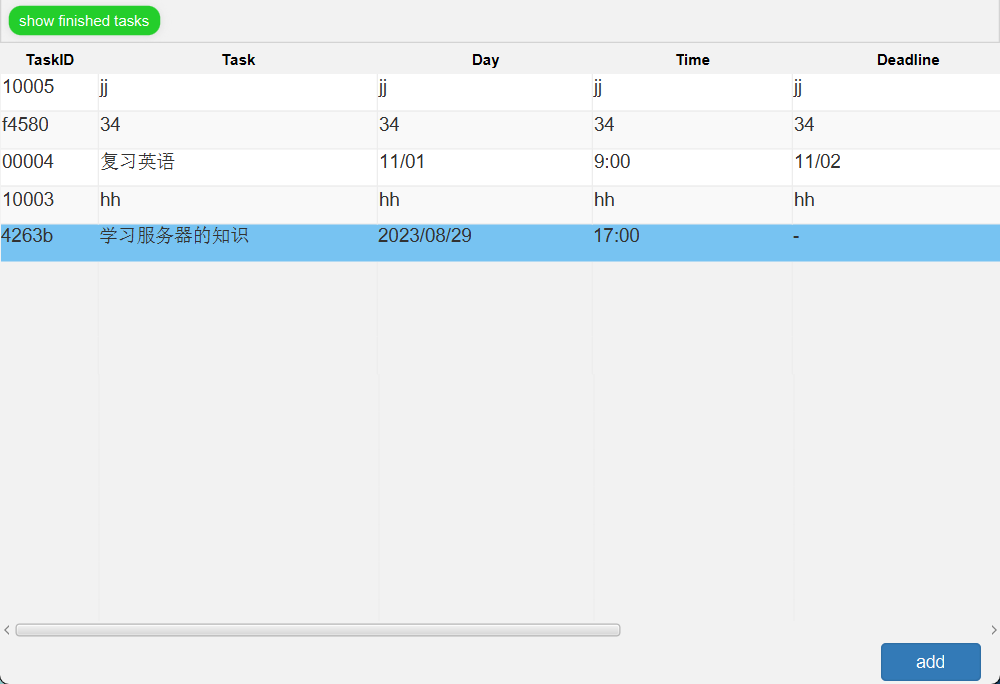 show finished tasks
TaskID Task Day Time Deadline
10005 jj jj jj jj
f4580 34 34 34 34
00004 复习英语 11/01 9:00 11/02
10003 hh hh hh hh
4263b 学习服务器的知识 2023/08/29 17:00 -
add